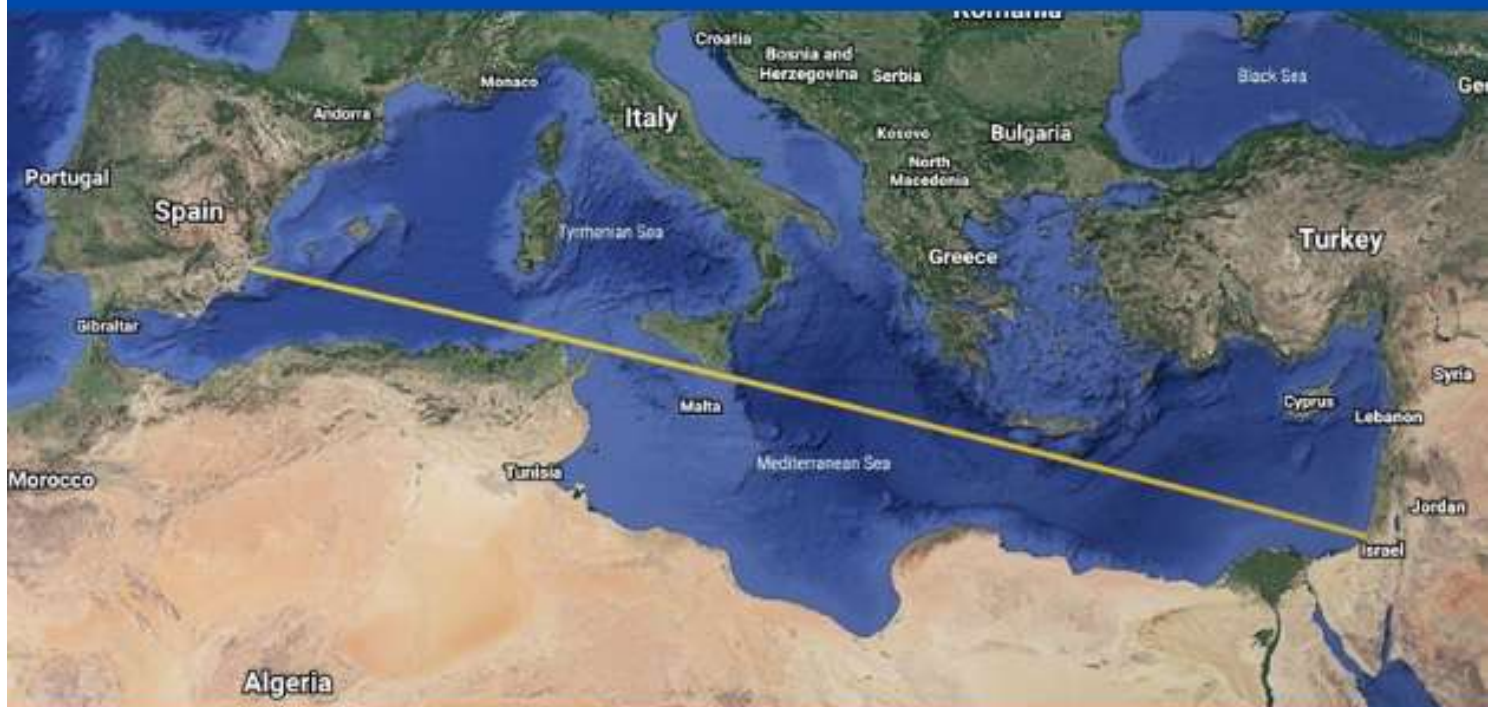 Romania
Croatia
Bosnia and
Herzegovina
Serbia
Black Sea
Monaco
Andorra
Italy
Kosovo
Bulgaria
North
Macedonia
Portugal
Spain
Tyrrhenian Sea
Greece
Turkey
Gibraltar
Syria
Malta
Cyprus
Lebanon
Mediterranean Sea
Tunisia
Morocco
Jordan
Israel
Algeria